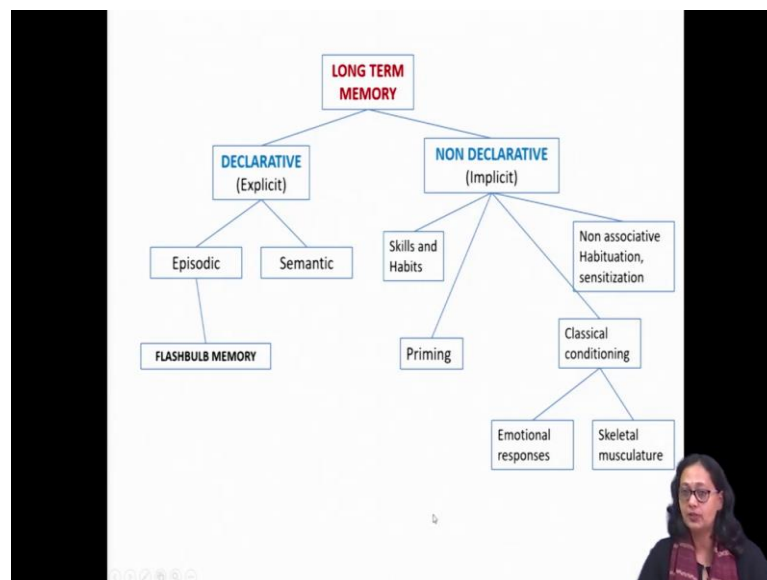 LONG TERM
MEMORY
DECLARATIVE
(Explicit)
NON DECLARATIVE
(Implicit)
Episodic
Semantic
Skills and
Habits
Non associative
Habituation,
sensitization
FLASHBULB MEMORY
Priming
Classical
conditioning
Emotional
responses
Skeletal
musculature